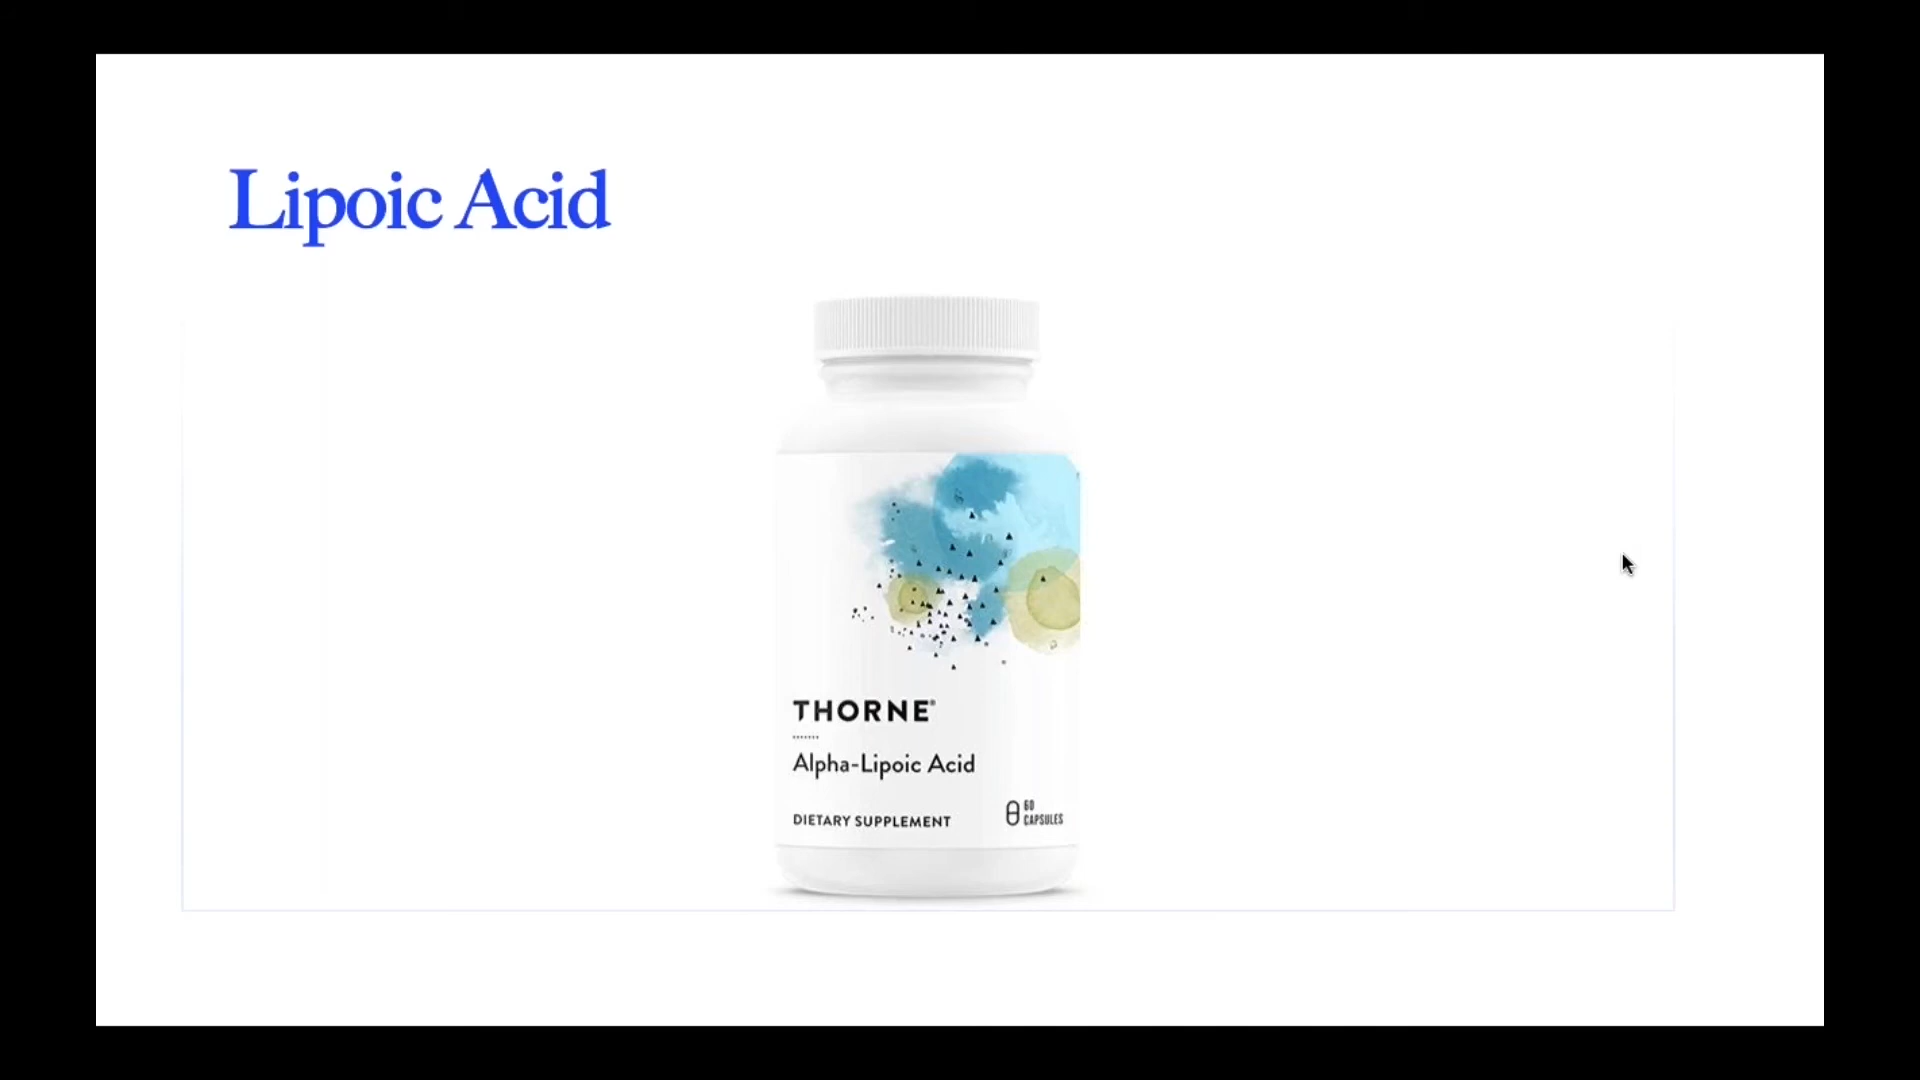 Lipoic Acid
THORNE®
Alpha-Lipoic Acid
DIETARY SUPPLEMENT
60
CAPSULES